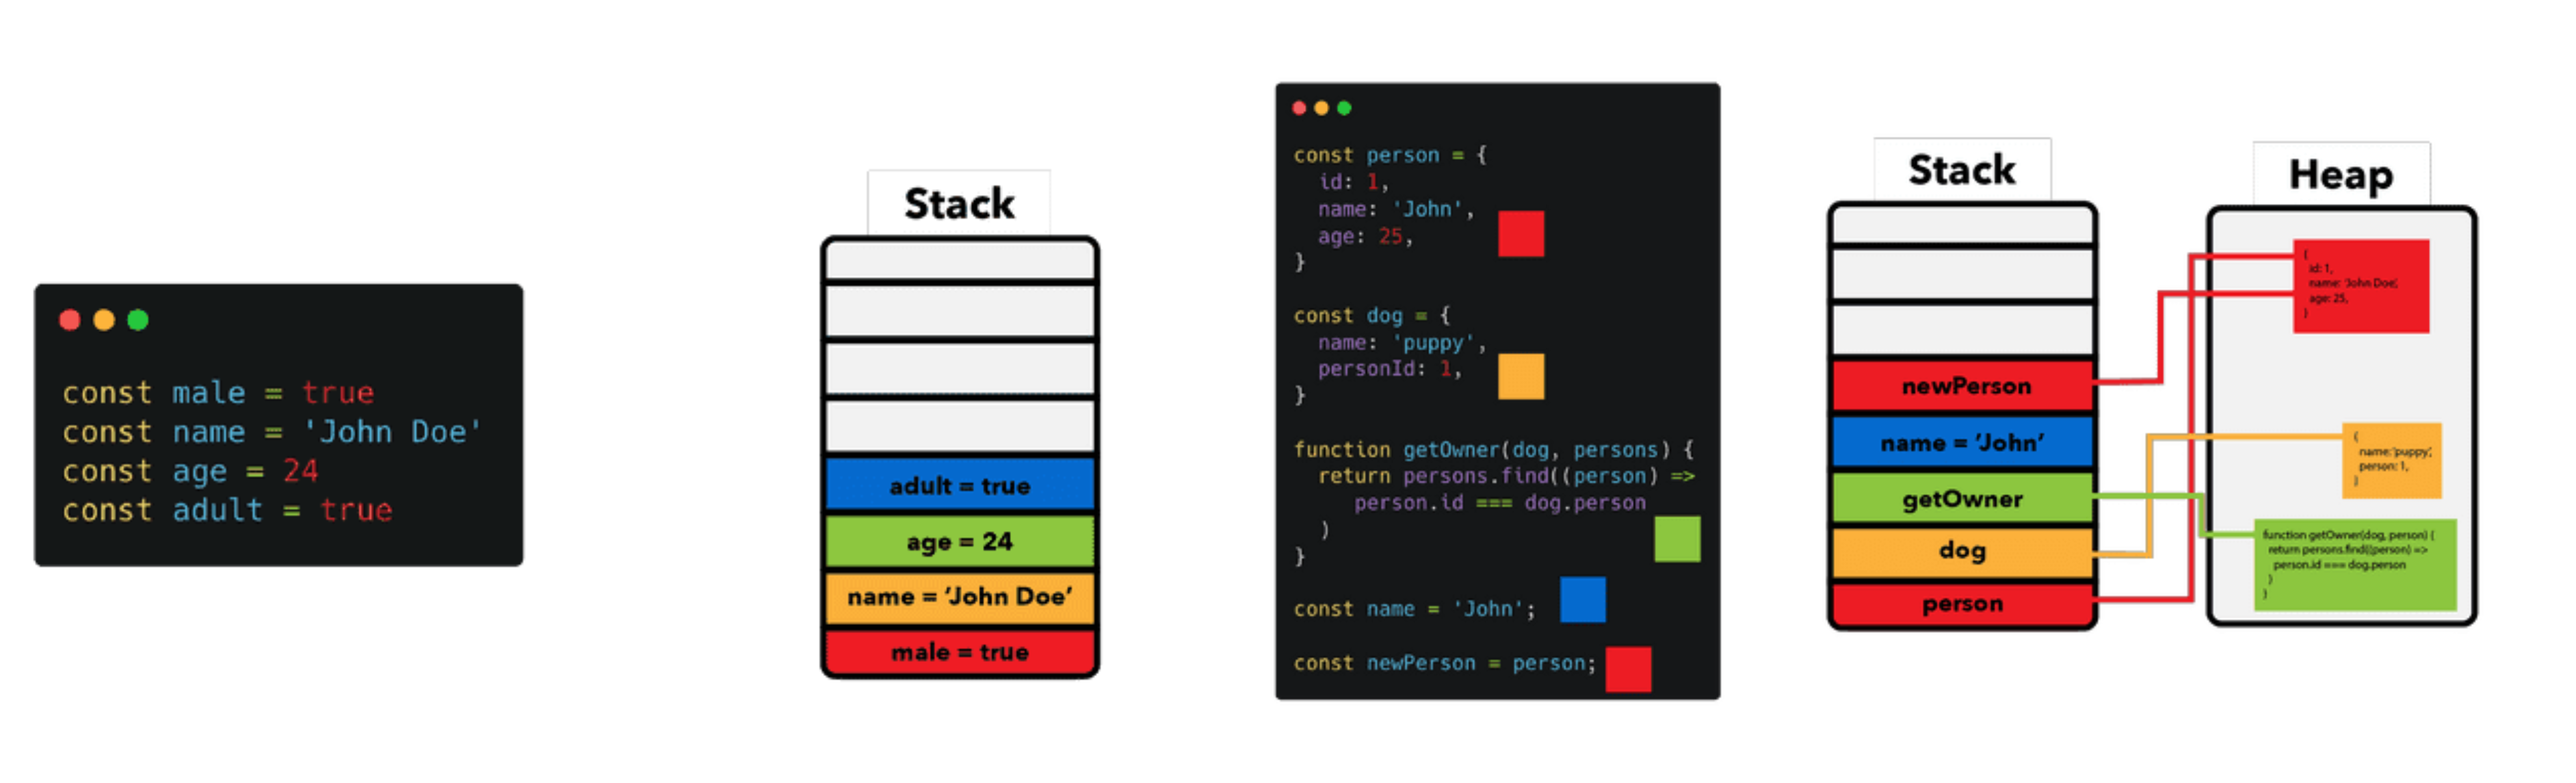 const male = true
const name = 'John Doe'
const age = 24
const adult = true
Stack
adult = true
age = 24
name = ‘John Doe’
male = true
const person = {
id: 1,
name: 'John',
age: 25,
}
const dog = {
name: 'puppy',
personId: 1,
}
function getOwner(dog, persons) {
return persons.find((person) =>
person.id === dog.person
)
}
const name = 'John';
const newPerson = person;
Stack
newPerson
name = ‘John’
getOwner
dog
person
Heap
{
id: 1,
name: ‘John Doe’,
age: 25,
}
{
name: ‘puppy’,
person: 1,
}
function getOwner(dog, person) {
return persons.find((person) =>
person.id === dog.person
)
}